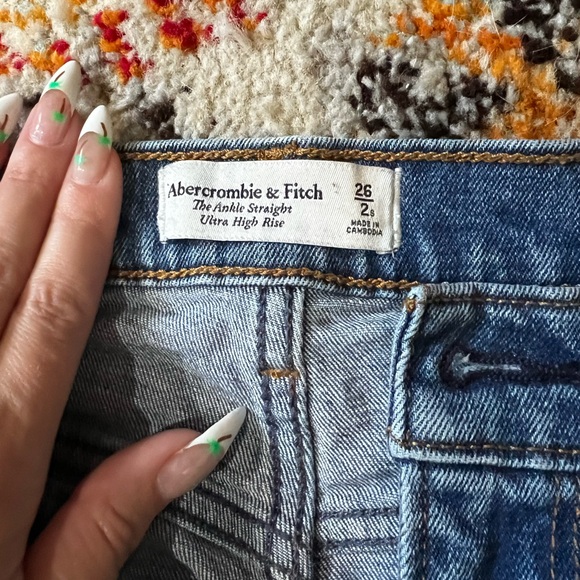 Abercrombie & Fitch
The Ankle Straight
Ultra High Rise
26
2s
MADE IN
CAMBODIA